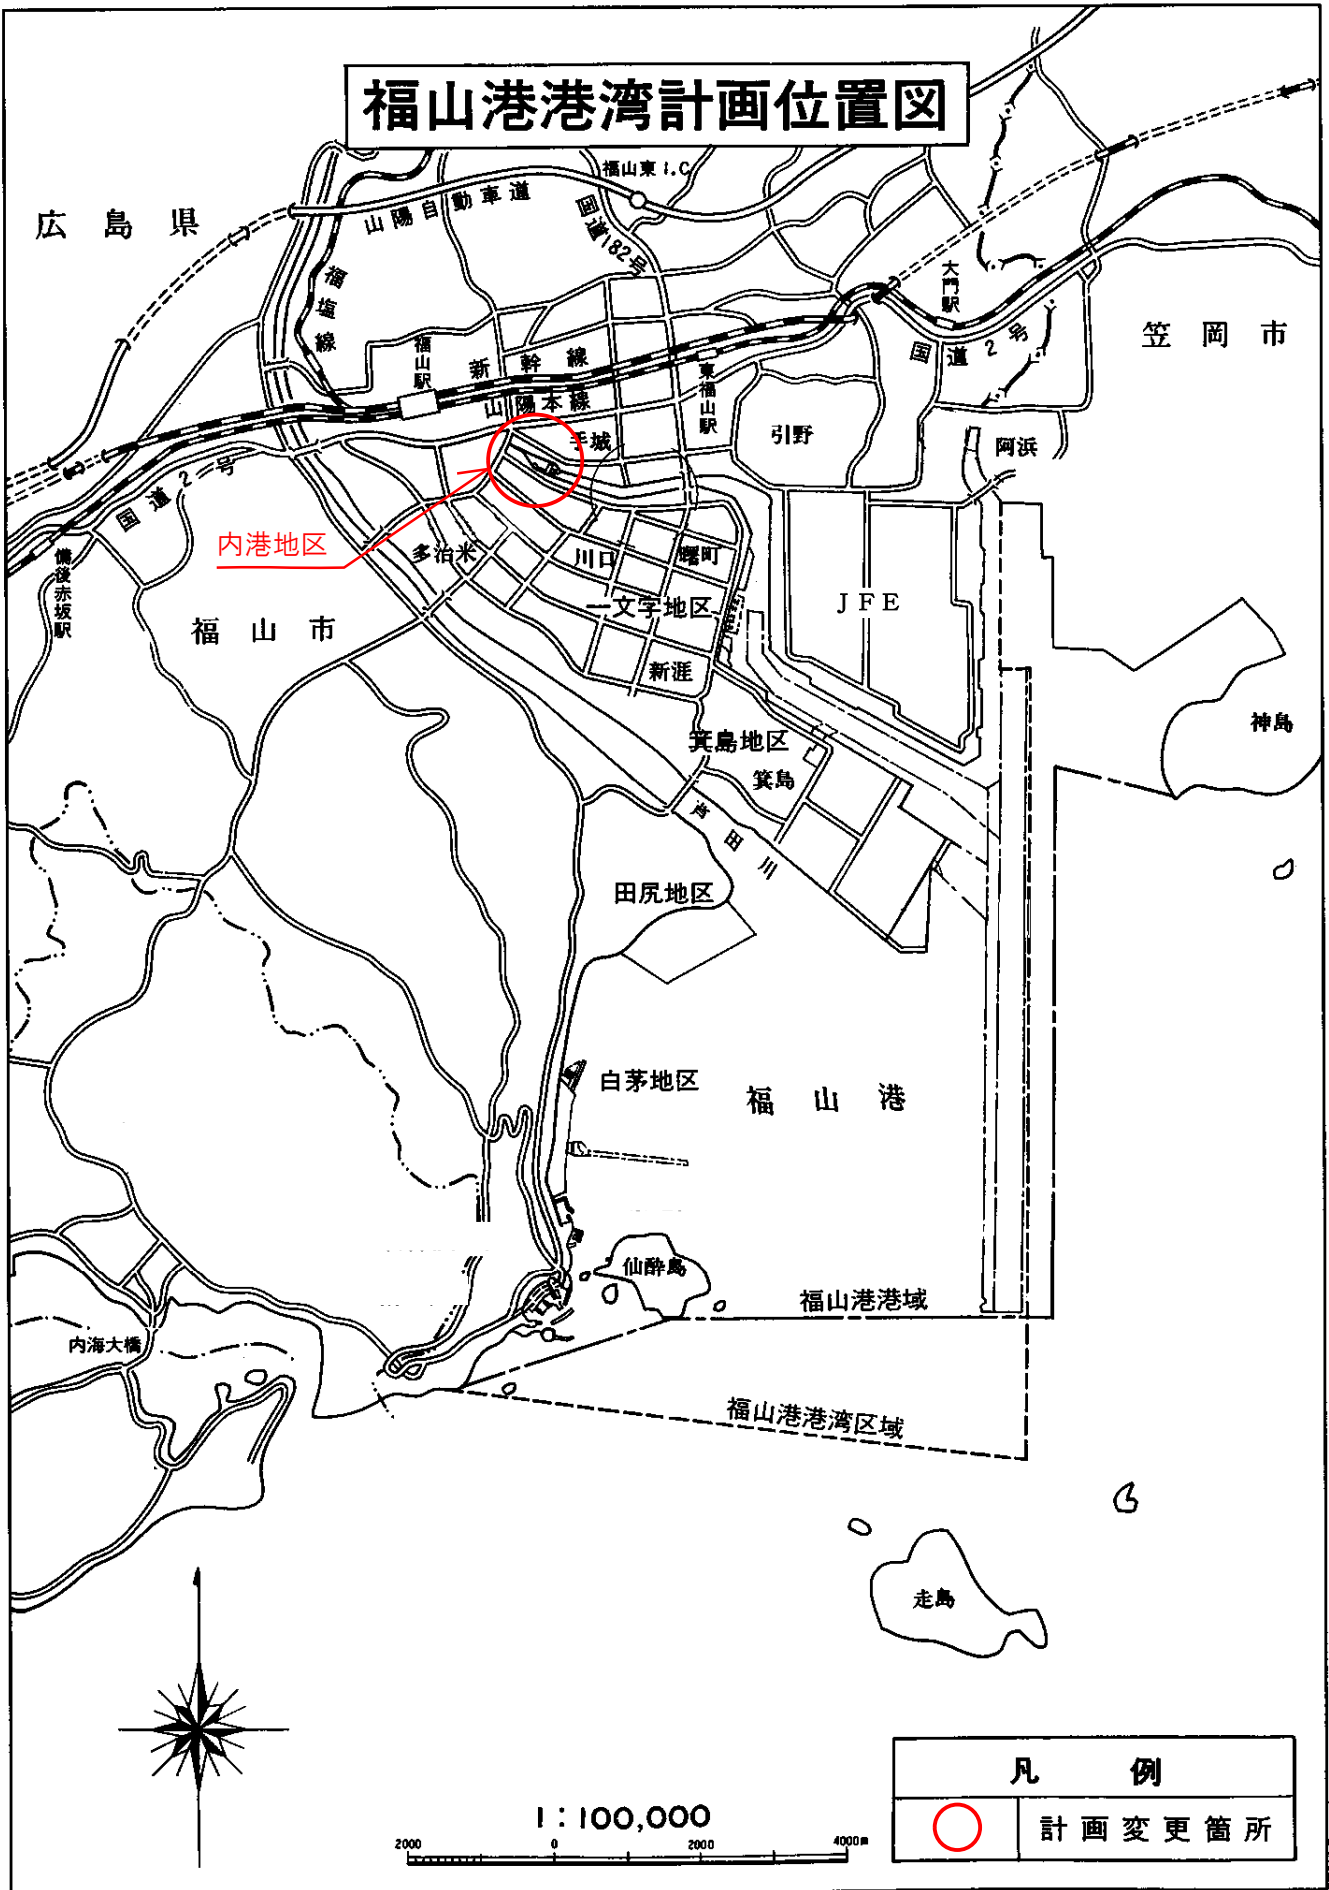 福山港港湾計画位置図
福山東I.C
広島県
山陽自動車道
国道182号
福塩線
大門駅
笠岡市
国道2号
福山駅
新幹線
山陽本線
東福山駅
手城
引野
阿浜
国道2号
内港地区
多治米
川口
曙町
備後赤坂駅
一文字地区
JFE
福山市
新涯
神島
箕島地区
箕島
芦田川
田尻地区
白茅地区
福山港
仙酔島
福山港港域
内海大橋
福山港港湾区域
走島
凡例
計画変更箇所
1:100,000
2000 0 2000 4000m